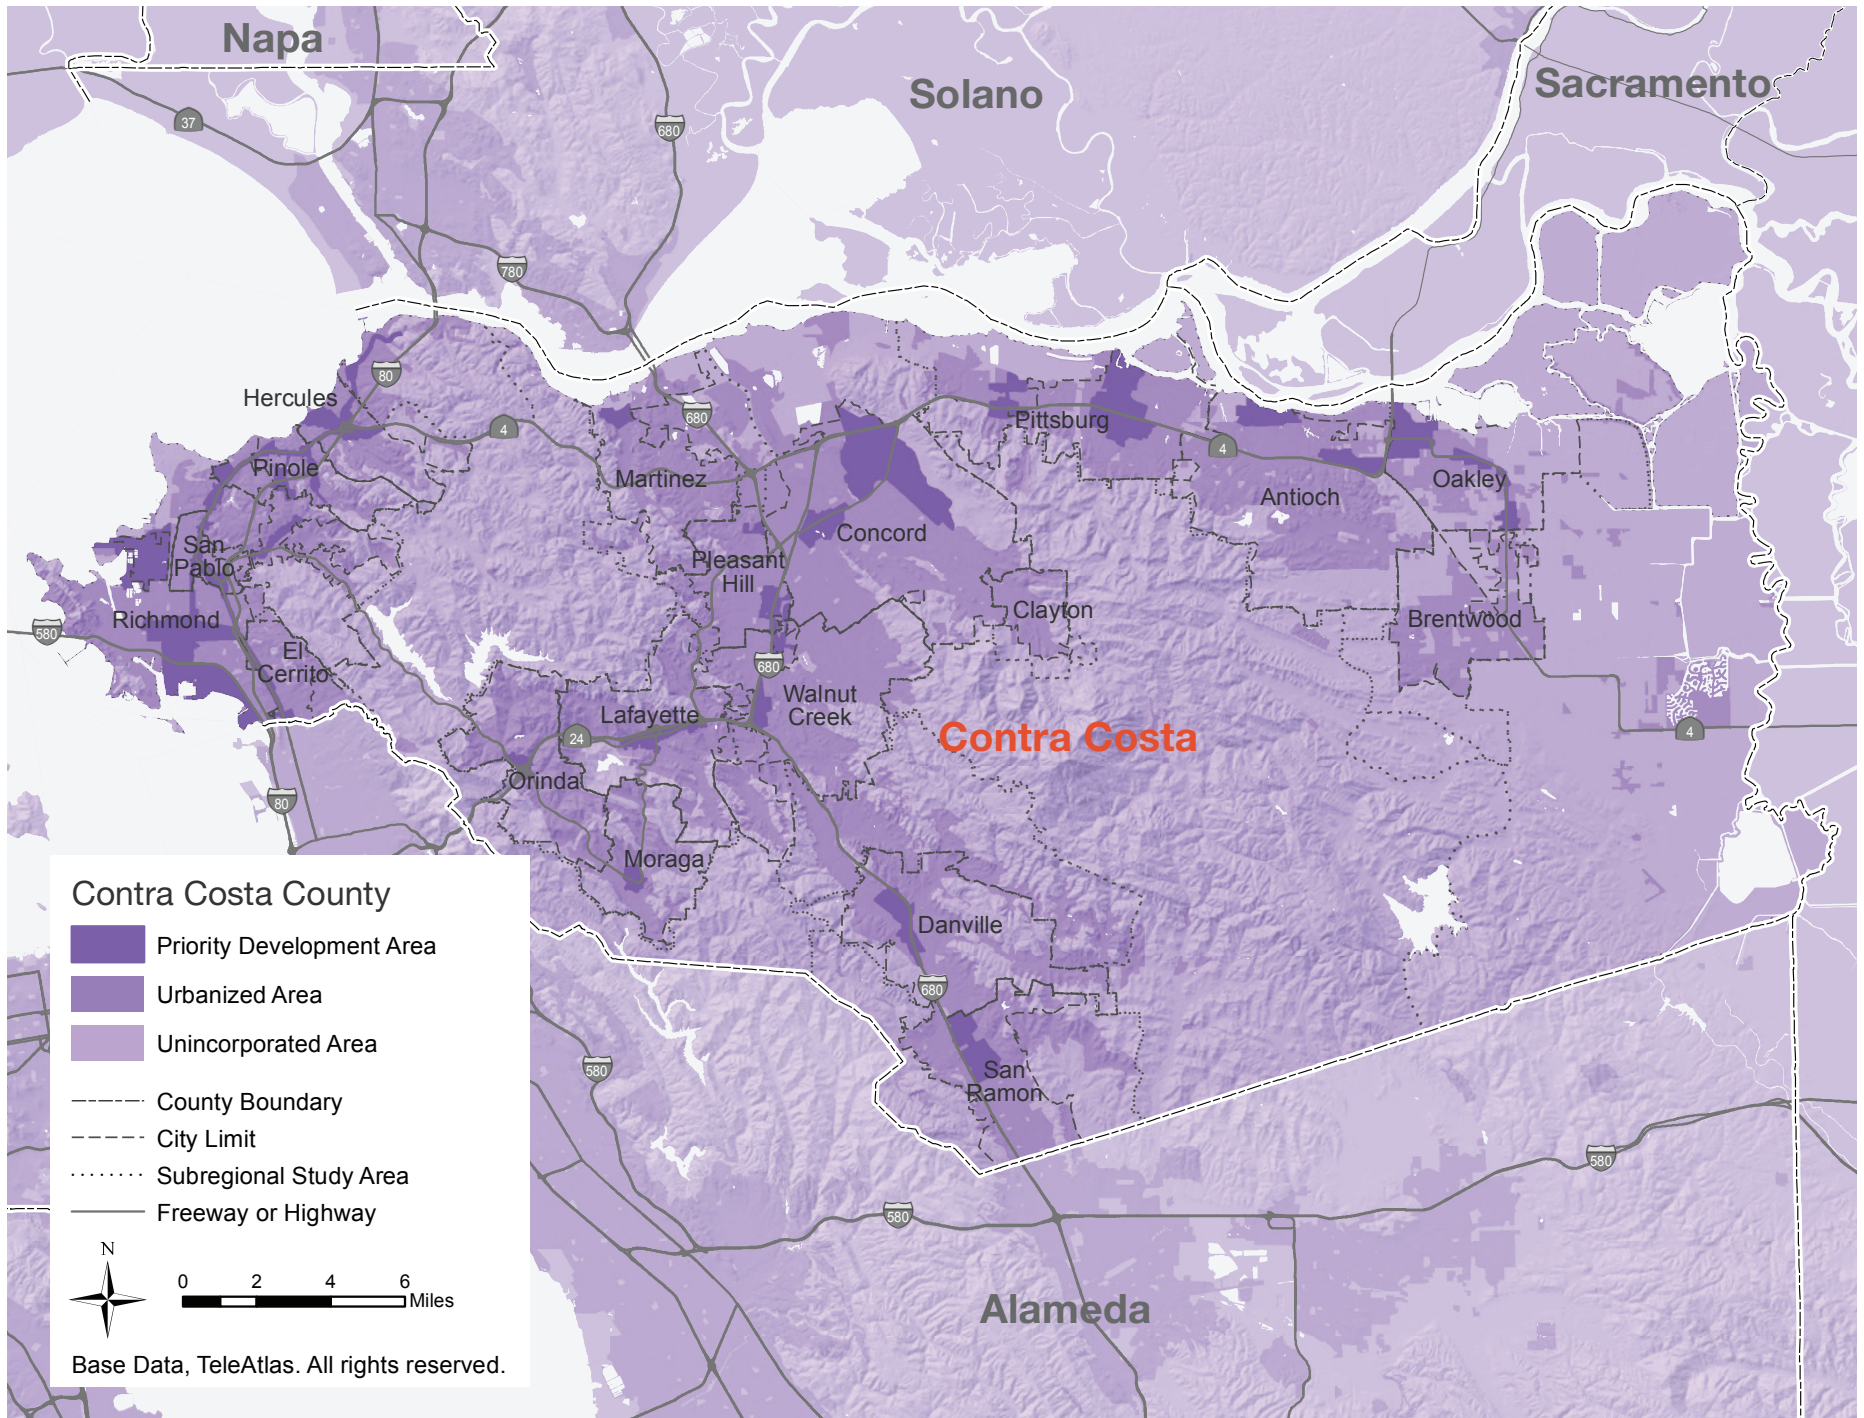 Napa
Solano
Sacramento
37
680
780
80
Hercules
4
680
Pittsburg
4
Pinole
Martinez
Antioch
Oakley
Concord
San
Pablo
Pleasant
Hill
Clayton
Richmond
Brentwood
580
El
Cerrito
680
Walnut
Creek
Lafayette
24
Contra Costa
4
Orinda
80
Moraga
Danville
680
San
Ramon
580
580
580
Alameda
Contra Costa County
Priority Development Area
Urbanized Area
Unincorporated Area
County Boundary
City Limit
Subregional Study Area
Freeway or Highway
N
0 2 4 6
Miles
Base Data, TeleAtlas. All rights reserved.